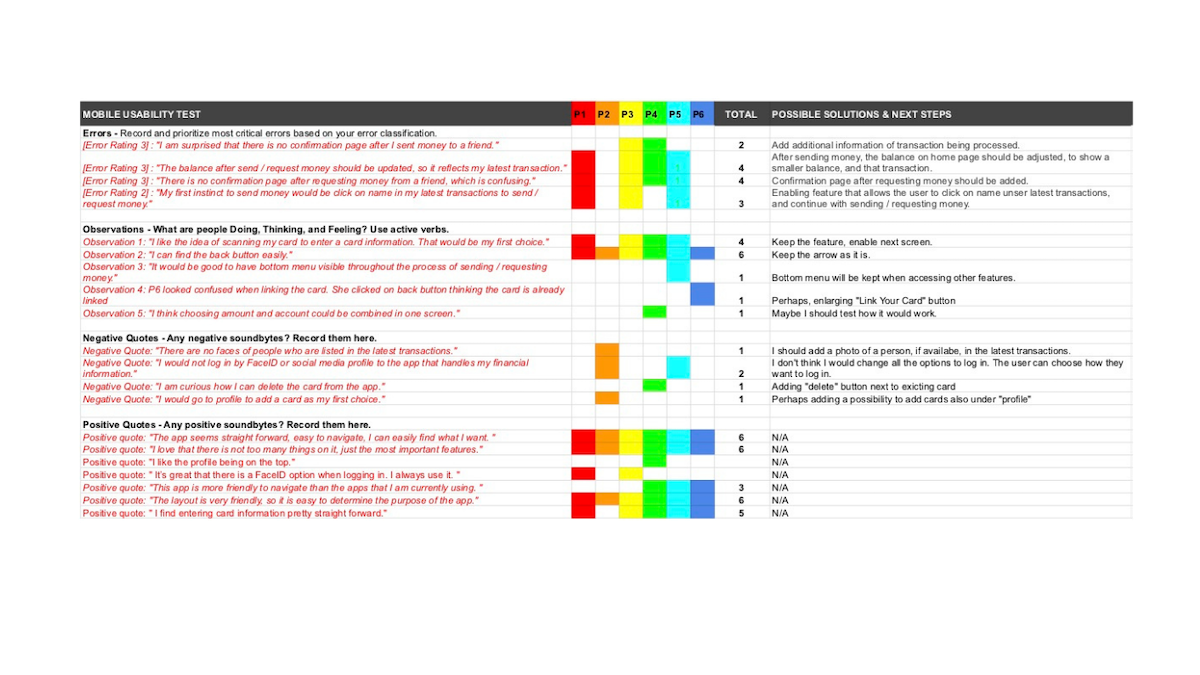 MOBILE USABILITY TEST P1 P2 P3 P4 P5 P6 TOTAL POSSIBLE SOLUTIONS & NEXT STEPS
Errors - Record and prioritize most critical errors based on your error classification.
[Error Rating 3] : "I am surprised that there is no confirmation page after I sent money to a friend." 2 Add additional information of transaction being processed.
After sending money, the balance on home page should be adjusted, to show a
[Error Rating 3] : "The balance after send / request money should be updated, so it reflects my latest transaction." 1 4 smaller balance, and that transaction.
[Error Rating 3] : "There is no confirmation page after requesting money from a friend, which is confusing." 1 4 Confirmation page after requesting money should be added.
[Error Rating 2] : "My first instinct to send money would be click on name in my latest transactions to send / Enabling feature that allows the user to click on name unser latest transactions,
request money." 1 3 and continue with sending / requesting money.
Observations - What are people Doing, Thinking, and Feeling? Use active verbs.
Observation 1: "I like the idea of scanning my card to enter a card information. That would be my first choice." 4 Keep the feature, enable next screen.
Observation 2: "I can find the back button easily." 6 Keep the arrow as it is.
Observation 3: "It would be good to have bottom menu visible throughout the process of sending / requesting
money." 1 Bottom menu will be kept when accessing other features.
Observation 4: P6 looked confused when linking the card. She clicked on back button thinking the card is already
linked 1 Perhaps, enlarging "Link Your Card" button
Observation 5: "I think choosing amount and account could be combined in one screen." 1 Maybe I should test how it would work.
Negative Quotes - Any negative soundbytes? Record them here.
Negative Quote: "There are no faces of people who are listed in the latest transactions." 1 I should add a photo of a person, if availabe, in the latest transactions.
Negative Quote: "I would not log in by FaceID or social media profile to the app that handles my financial I don't think I would change all the options to log in. The user can choose how they
information." 2 want to log in.
Negative Quote: "I am curious how I can delete the card from the app." 1 Adding "delete" button next to exicting card
Negative Quote: "I would go to profile to add a card as my first choice." 1 Perhaps adding a possibility to add cards also under "profile"
Positive Quotes - Any positive soundbytes? Record them here.
Positive quote: "The app seems straight forward, easy to navigate, I can easily find what I want. " 6 N/A
Positive quote: "I love that there is not too many things on it, just the most important features." 6 N/A
Positive quote: "I like the profile being on the top." N/A
Positive quote: " It's great that there is a FaceID option when logging in. I always use it. " N/A
Positive quote: "This app is more friendly to navigate than the apps that I am currently using. " 3 N/A
Positive quote: "The layout is very friendly, so it is easy to determine the purpose of the app." 6 N/A
Positive quote: " I find entering card information pretty straight forward." 5 N/A